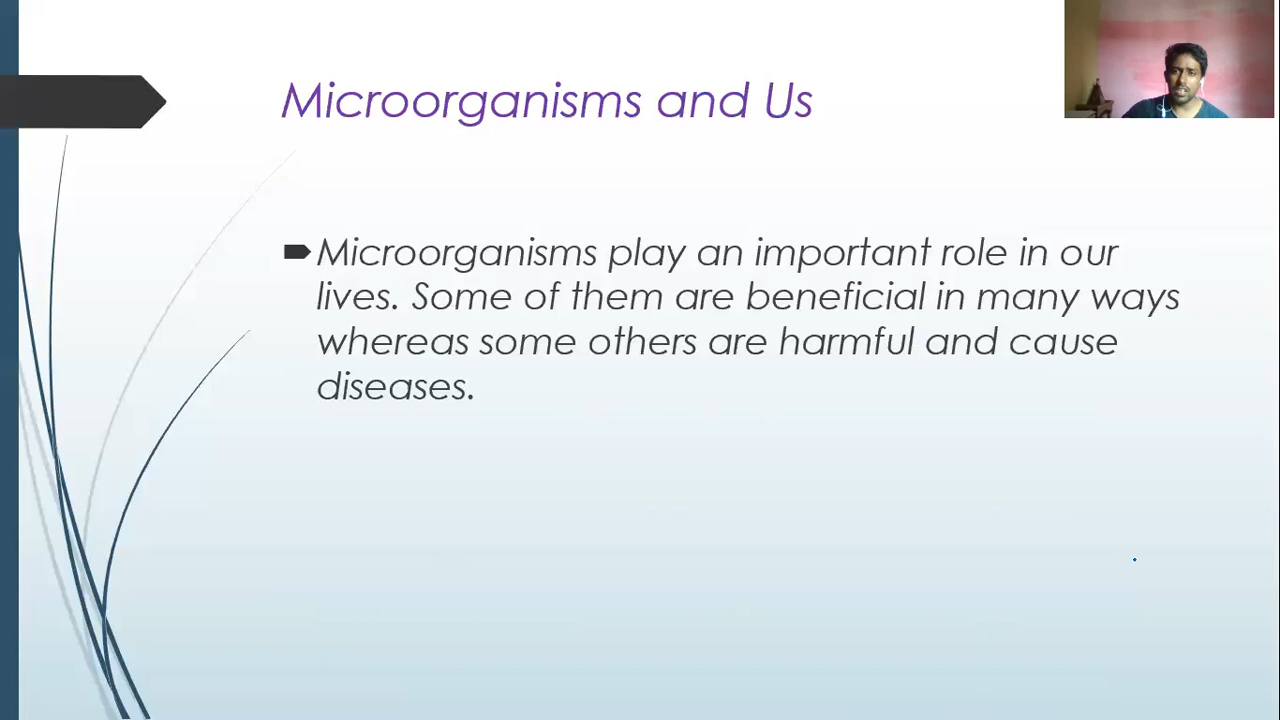 Microorganisms and Us
Microorganisms play an important role in our
lives. Some of them are beneficial in many ways
whereas some others are harmful and cause
diseases.